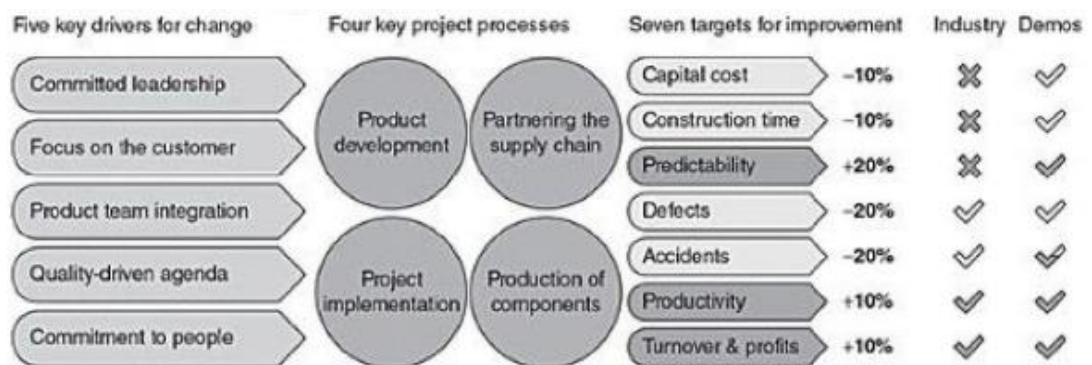 Five key drivers for change
Committed leadership
Focus on the customer
Product team integration
Quality-driven agenda
Commitment to people
Four key project processes
Product
development
Partnering the
supply chain
Project
implementation
Production of
components
Seven targets for improvement Industry Demos
Capital cost −10%
Construction time −10%
Predictability +20%
Defects −20%
Accidents −20%
Productivity +10%
Turnover & profits +10%